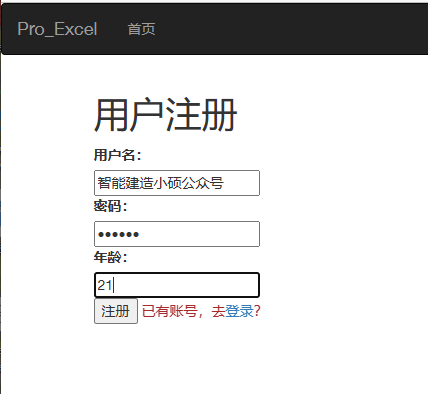 Pro_Excel 首页
用户注册
用户名：
智能建造小硕公众号
密码：
••••••
年龄：
21
注册 已有账号，去登录?